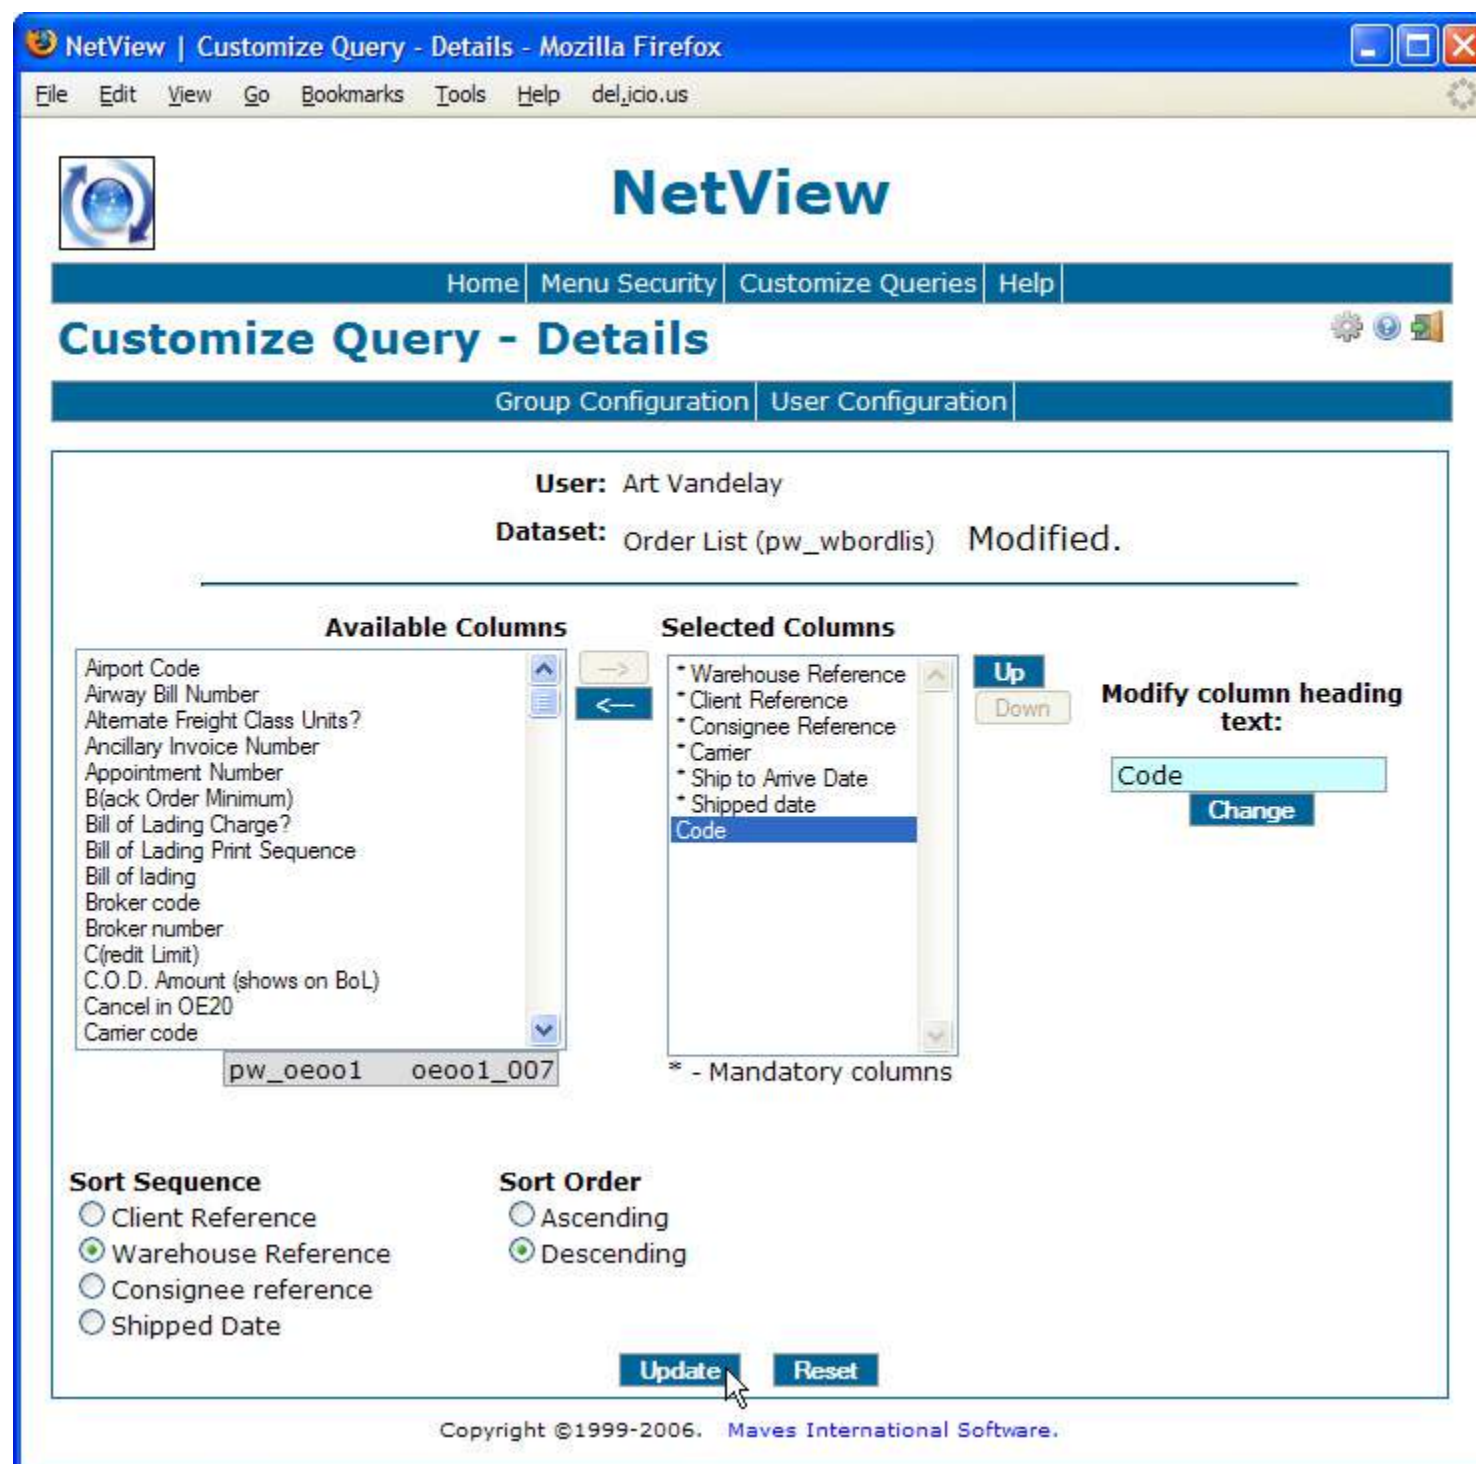 NetView | Customize Query - Details - Mozilla Firefox
File Edit View Go Bookmarks Tools Help del.icio.us
NetView
Home Menu Security Customize Queries Help
Customize Query - Details
Group Configuration User Configuration
User: Art Vandelay
Dataset: Order List (pw_wbordlis) Modified.
Available Columns
Airport Code
Airway Bill Number
Alternate Freight Class Units?
Ancillary Invoice Number
Appointment Number
B(ack Order Minimum)
Bill of Lading Charge?
Bill of Lading Print Sequence
Bill of lading
Broker code
Broker number
C(redit Limit)
C.O.D. Amount (shows on BoL)
Cancel in OE20
Carrier code
pw_oeoo1 oeoo1_007
-->
<--
Selected Columns
* Warehouse Reference
* Client Reference
* Consignee Reference
* Carrier
* Ship to Arrive Date
* Shipped date
Code
* - Mandatory columns
Up
Down
Modify column heading
text:
Code
Change
Sort Sequence
Client Reference
Warehouse Reference
Consignee reference
Shipped Date
Sort Order
Ascending
Descending
Update Reset
Copyright ©1999-2006. Maves International Software.